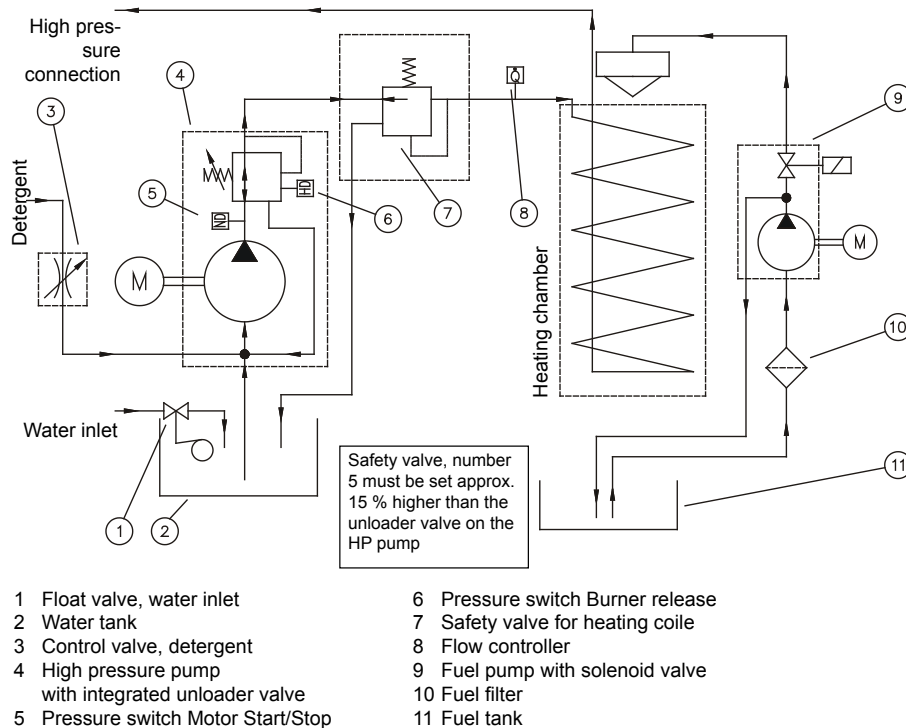 High pres-
sure
connection
4
3
9
Detergent
5
HD
ND
6
7
Q
8
M
M
Heating chamber
10
Water inlet
Safety valve, number
5 must be set approx.
15 % higher than the
unloader valve on the
HP pump
11
1
2
1 Float valve, water inlet
2 Water tank
3 Control valve, detergent
4 High pressure pump
with integrated unloader valve
5 Pressure switch Motor Start/Stop
6 Pressure switch Burner release
7 Safety valve for heating coile
8 Flow controller
9 Fuel pump with solenoid valve
10 Fuel filter
11 Fuel tank